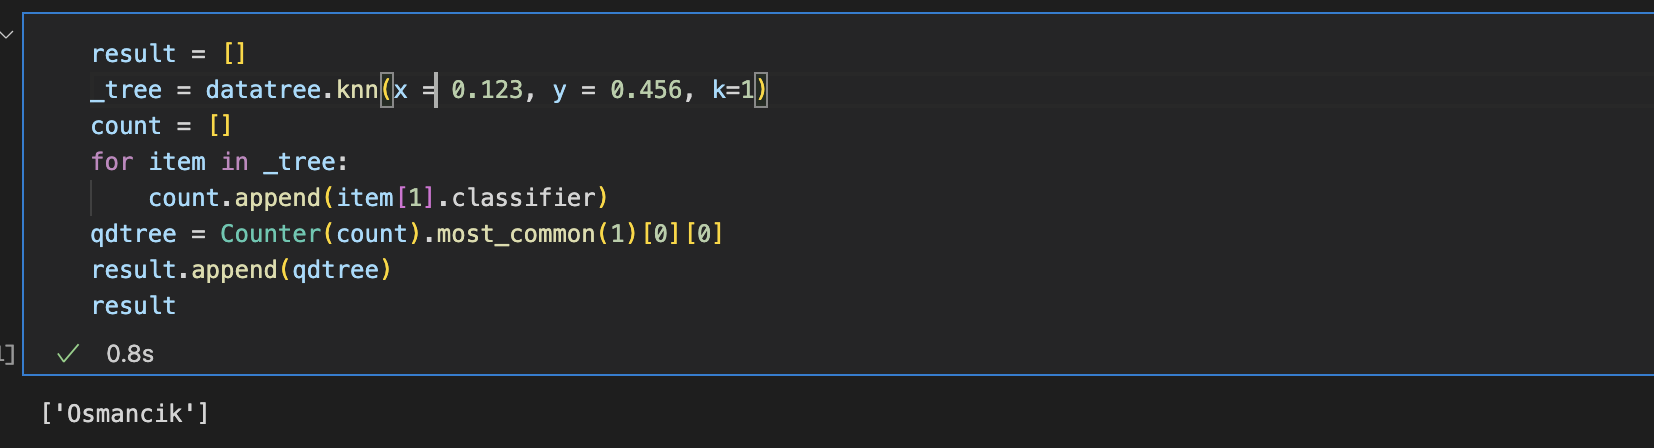 result = []
_tree = datatree.knn(x = 0.123, y = 0.456, k=1)
count = []
for item in _tree:
    count.append(item[1].classifier)
qdtree = Counter(count).most_common(1)[0][0]
result.append(qdtree)
result
✓ 0.8s
['Osmancik']